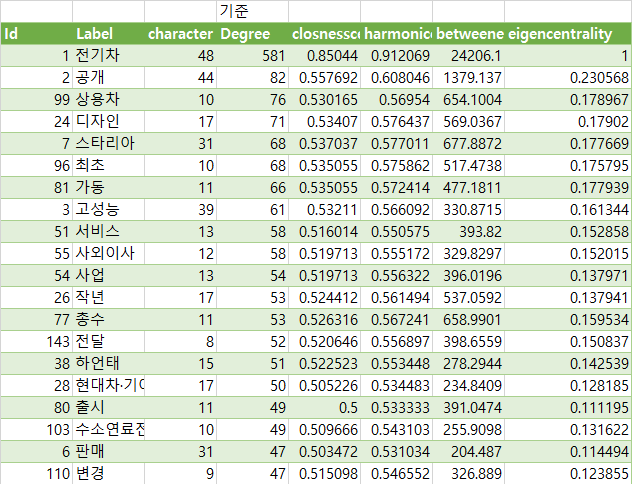 기준
Id Label character Degree closnessc harmonicc betweene eigencentrality
1 전기차 48 581 0.85044 0.912069 24206.1 1
2 공개 44 82 0.557692 0.608046 1379.137 0.230568
99 상용차 10 76 0.530165 0.56954 654.1004 0.178967
24 디자인 17 71 0.53407 0.576437 569.0367 0.17902
7 스타리아 31 68 0.537037 0.577011 677.8872 0.177669
96 최초 10 68 0.535055 0.575862 517.4738 0.175795
81 가동 11 66 0.535055 0.572414 477.1811 0.177939
3 고성능 39 61 0.53211 0.566092 330.8715 0.161344
51 서비스 13 58 0.516014 0.550575 393.82 0.152858
55 사외이사 12 58 0.519713 0.555172 329.8297 0.152015
54 사업 13 54 0.519713 0.556322 396.0196 0.137971
26 작년 17 53 0.524412 0.561494 537.0592 0.137941
77 총수 11 53 0.526316 0.567241 658.9901 0.159534
143 전달 8 52 0.520646 0.556897 398.6559 0.150837
38 하언태 15 51 0.522523 0.553448 278.2944 0.142539
28 현대차·기아 17 50 0.505226 0.534483 234.8409 0.128185
80 출시 11 49 0.5 0.533333 391.0474 0.111195
103 수소연료전 10 49 0.509666 0.543103 255.9098 0.131622
6 판매 31 47 0.503472 0.531034 204.487 0.114494
110 변경 9 47 0.515098 0.546552 326.889 0.123855